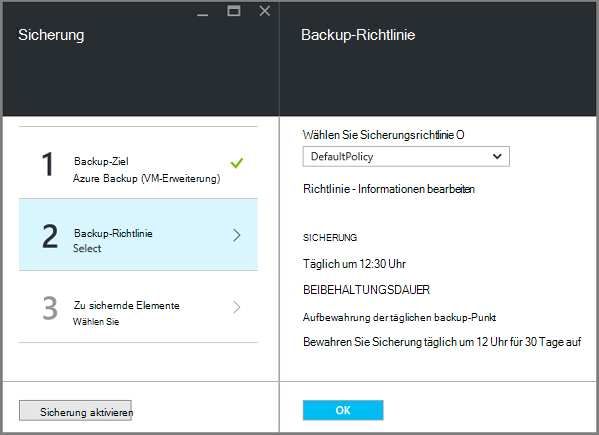 Sicherung
1
Backup-Ziel
Azure Backup (VM-Erweiterung)
2
Backup-Richtlinie
Select
3
Zu sichernde Elemente
Wählen Sie
Sicherung aktivieren
Backup-Richtlinie
Wählen Sie Sicherungsrichtlinie O
DefaultPolicy
Richtlinie - Informationen bearbeiten
SICHERUNG
Täglich um 12:30 Uhr
BEIBEHALTUNGSDAUER
Aufbewahrung der täglichen backup-Punkt
Bewahren Sie Sicherung täglich um 12 Uhr für 30 Tage auf
OK